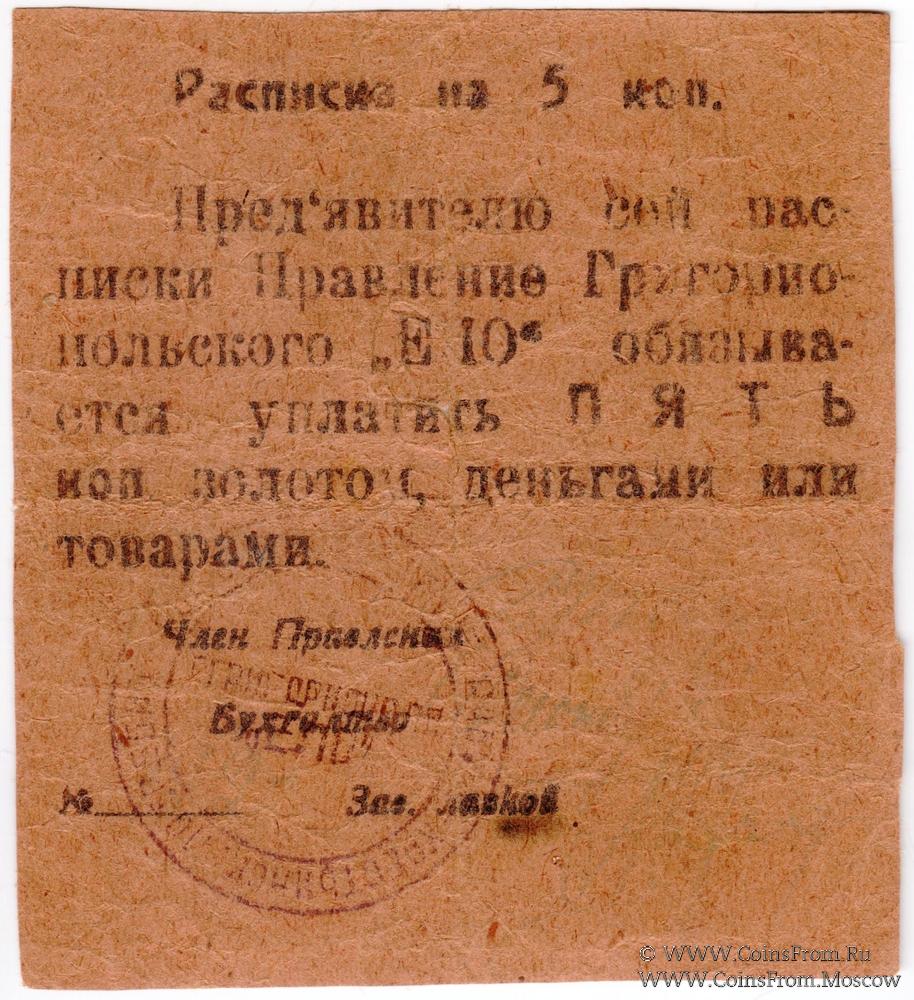 Расписка на 5 коп.
Пред‘явителю сей рас-
писки Правление Григорио-
польского „Е П О“ обязыва-
ется уплатить П Я Т Ь
коп золотом, деньгами или
товарами.
Член Правления
Бухгалтер
№ Зав. лавкой
© WWW.CoinsFrom.Ru
WWW.CoinsFrom.Moscow